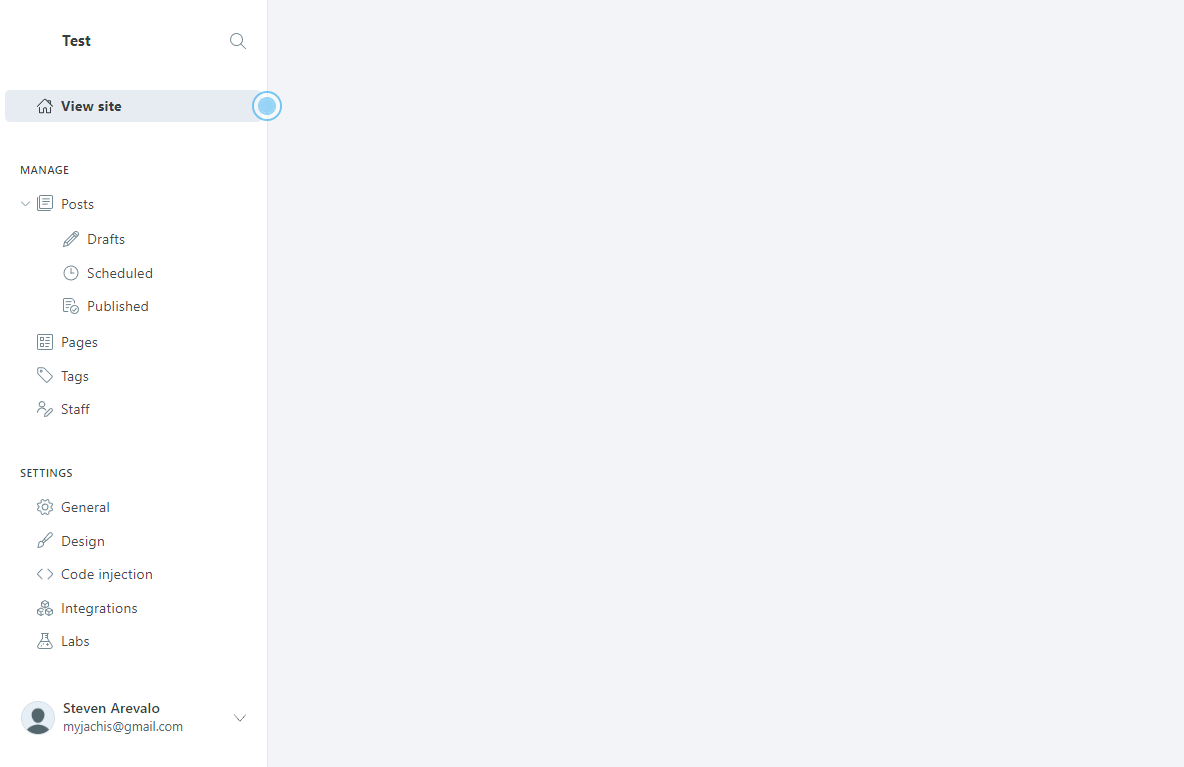 Test
View site
MANAGE
Posts
Drafts
Scheduled
Published
Pages
Tags
Staff
SETTINGS
General
Design
Code injection
Integrations
Labs
Steven Arevalo
myjachis@gmail.com